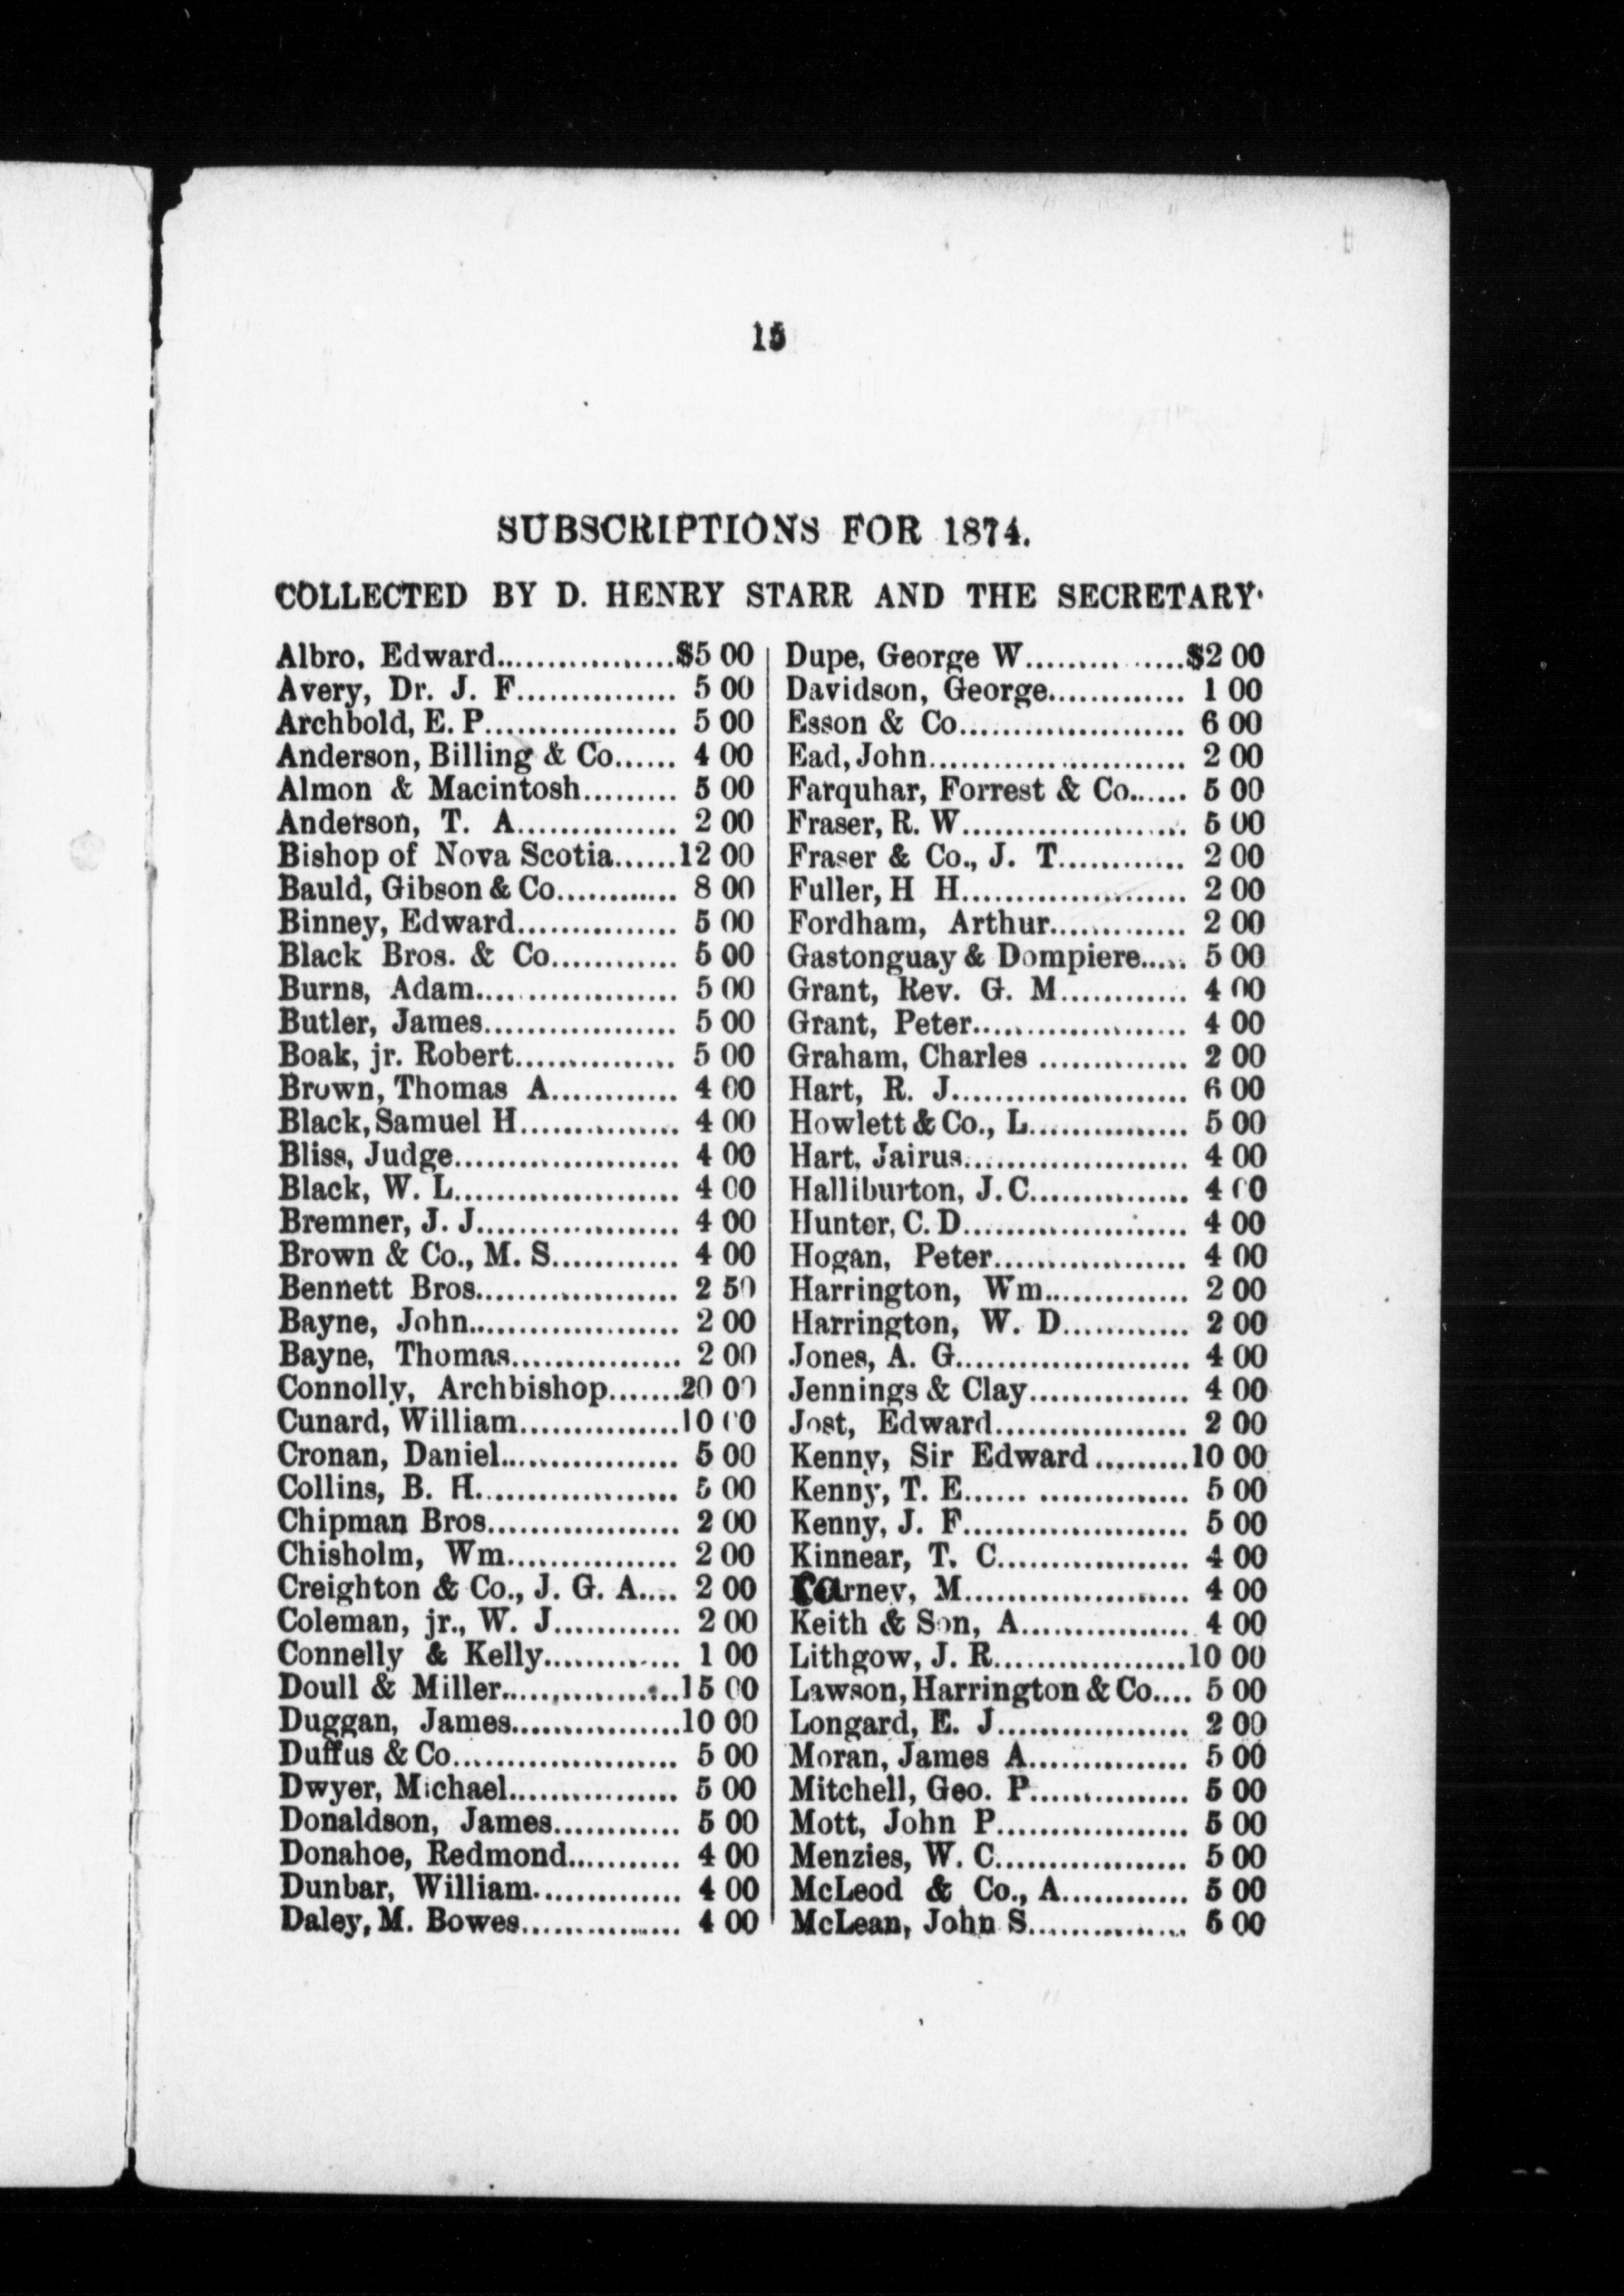 15
SUBSCRIPTIONS FOR 1874.
COLLECTED BY D. HENRY STARR AND THE SECRETARY.
Albro, Edward.................$5 00
Avery, Dr. J. F............... 5 00
Archbold, E. P.................. 5 00
Anderson, Billing & Co...... 4 00
Almon & Macintosh......... 5 00
Anderson, T. A............... 2 00
Bishop of Nova Scotia......12 00
Bauld, Gibson & Co............ 8 00
Binney, Edward............... 5 00
Black Bros. & Co............ 5 00
Burns, Adam................... 5 00
Butler, James.................. 5 00
Boak, jr. Robert............... 5 00
Brown, Thomas A............ 4 00
Black, Samuel H............... 4 00
Bliss, Judge..................... 4 00
Black, W. L..................... 4 00
Bremner, J. J................... 4 00
Brown & Co., M. S............ 4 00
Bennett Bros................... 2 50
Bayne, John.................... 2 00
Bayne, Thomas................ 2 00
Connolly, Archbishop.......20 00
Cunard, William...............10 00
Cronan, Daniel................. 5 00
Collins, B. H................... 5 00
Chipman Bros.................. 2 00
Chisholm, Wm................ 2 00
Creighton & Co., J. G. A.... 2 00
Coleman, jr., W. J............ 2 00
Connelly & Kelly............. 1 00
Doull & Miller.................15 00
Duggan, James................10 00
Duffus & Co..................... 5 00
Dwyer, Michael................ 5 00
Donaldson, James............ 5 00
Donahoe, Redmond........... 4 00
Dunbar, William.............. 4 00
Daley, M. Bowes............... 4 00
Dupe, George W...............$2 00
Davidson, George............. 1 00
Esson & Co..................... 6 00
Ead, John........................ 2 00
Farquhar, Forrest & Co...... 5 00
Fraser, R. W..................... 5 00
Fraser & Co., J. T............ 2 00
Fuller, H H..................... 2 00
Fordham, Arthur............. 2 00
Gastonguay & Dompiere..... 5 00
Grant, Rev. G. M............ 4 00
Grant, Peter.................... 4 00
Graham, Charles .............. 2 00
Hart, R. J...................... 6 00
Howlett & Co., L............... 5 00
Hart, Jairus..................... 4 00
Halliburton, J. C............... 4 00
Hunter, C. D..................... 4 00
Hogan, Peter.................. 4 00
Harrington, Wm.............. 2 00
Harrington, W. D............ 2 00
Jones, A. G...................... 4 00
Jennings & Clay............... 4 00
Jost, Edward.................. 2 00
Kenny, Sir Edward.........10 00
Kenny, T. E...... .............. 5 00
Kenny, J. F..................... 5 00
Kinnear, T. C.................. 4 00
Carney, M..................... 4 00
Keith & Son, A................ 4 00
Lithgow, J. R..................10 00
Lawson, Harrington & Co.... 5 00
Longard, E. J.................. 2 00
Moran, James A............... 5 00
Mitchell, Geo. P............... 5 00
Mott, John P.................. 5 00
Menzies, W. C.................. 5 00
McLeod & Co., A............ 5 00
McLean, John S............... 5 00